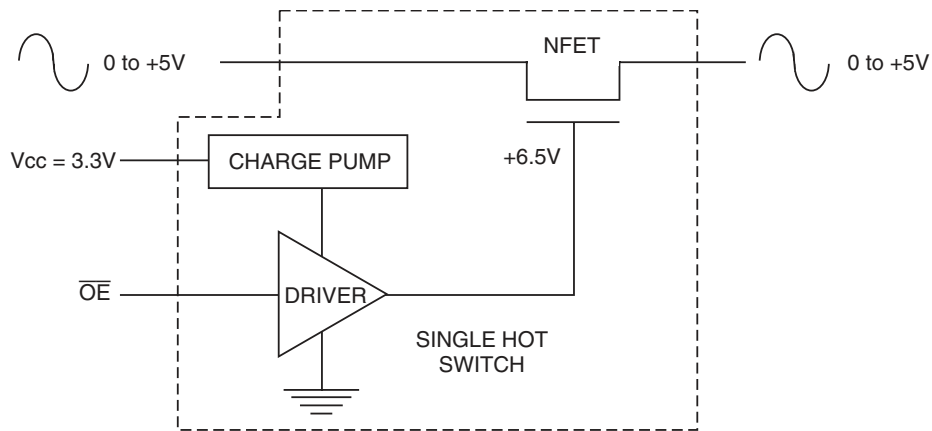 NFET
0 to +5V
0 to +5V
Vcc = 3.3V
CHARGE PUMP
+6.5V
OE
DRIVER
SINGLE HOT
SWITCH